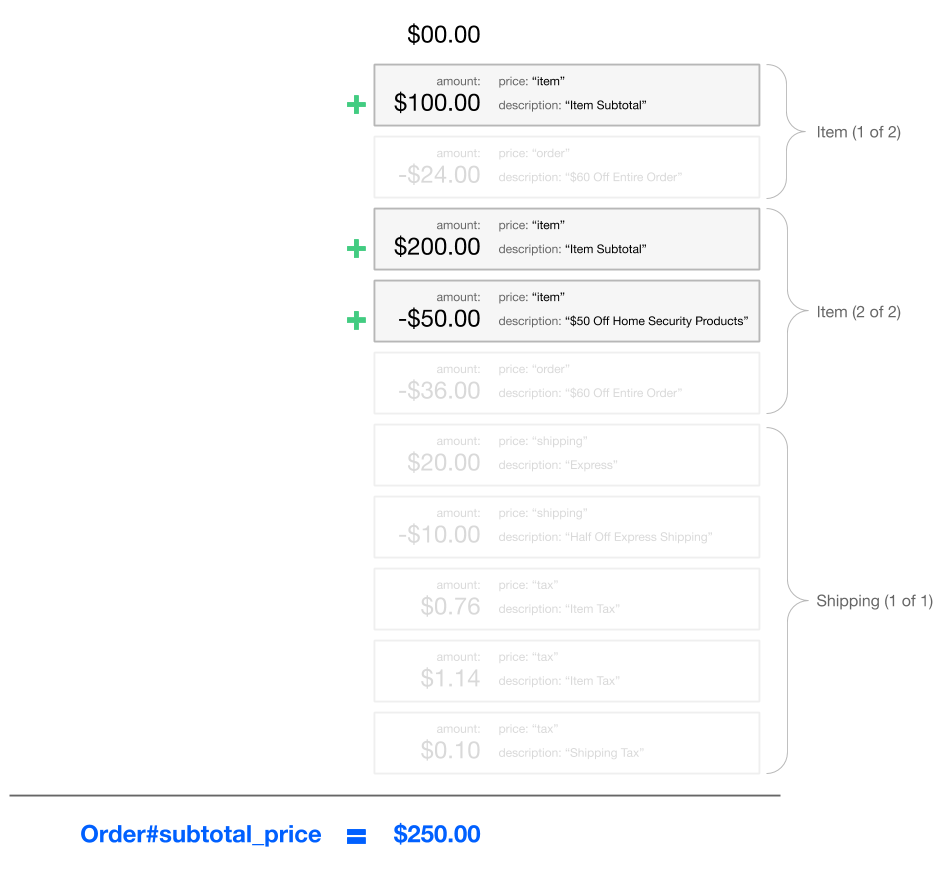 $00.00
amount: price: “item”
+ $100.00 description: “Item Subtotal”
Item (1 of 2)
amount: price: “order”
-$24.00 description: “$60 Off Entire Order”
amount: price: “item”
+ $200.00 description: “Item Subtotal”
amount: price: “item”
Item (2 of 2)
+ -$50.00 description: “$50 Off Home Security Products”
amount: price: “order”
-$36.00 description: “$60 Off Entire Order”
amount: price: “shipping”
$20.00 description: “Express”
amount: price: “shipping”
-$10.00 description: “Half Off Express Shipping”
amount: price: “tax”
Shipping (1 of 1)
$0.76 description: “Item Tax”
amount: price: “tax”
$1.14 description: “Item Tax”
amount: price: “tax”
$0.10 description: “Shipping Tax”
Order#subtotal_price = $250.00